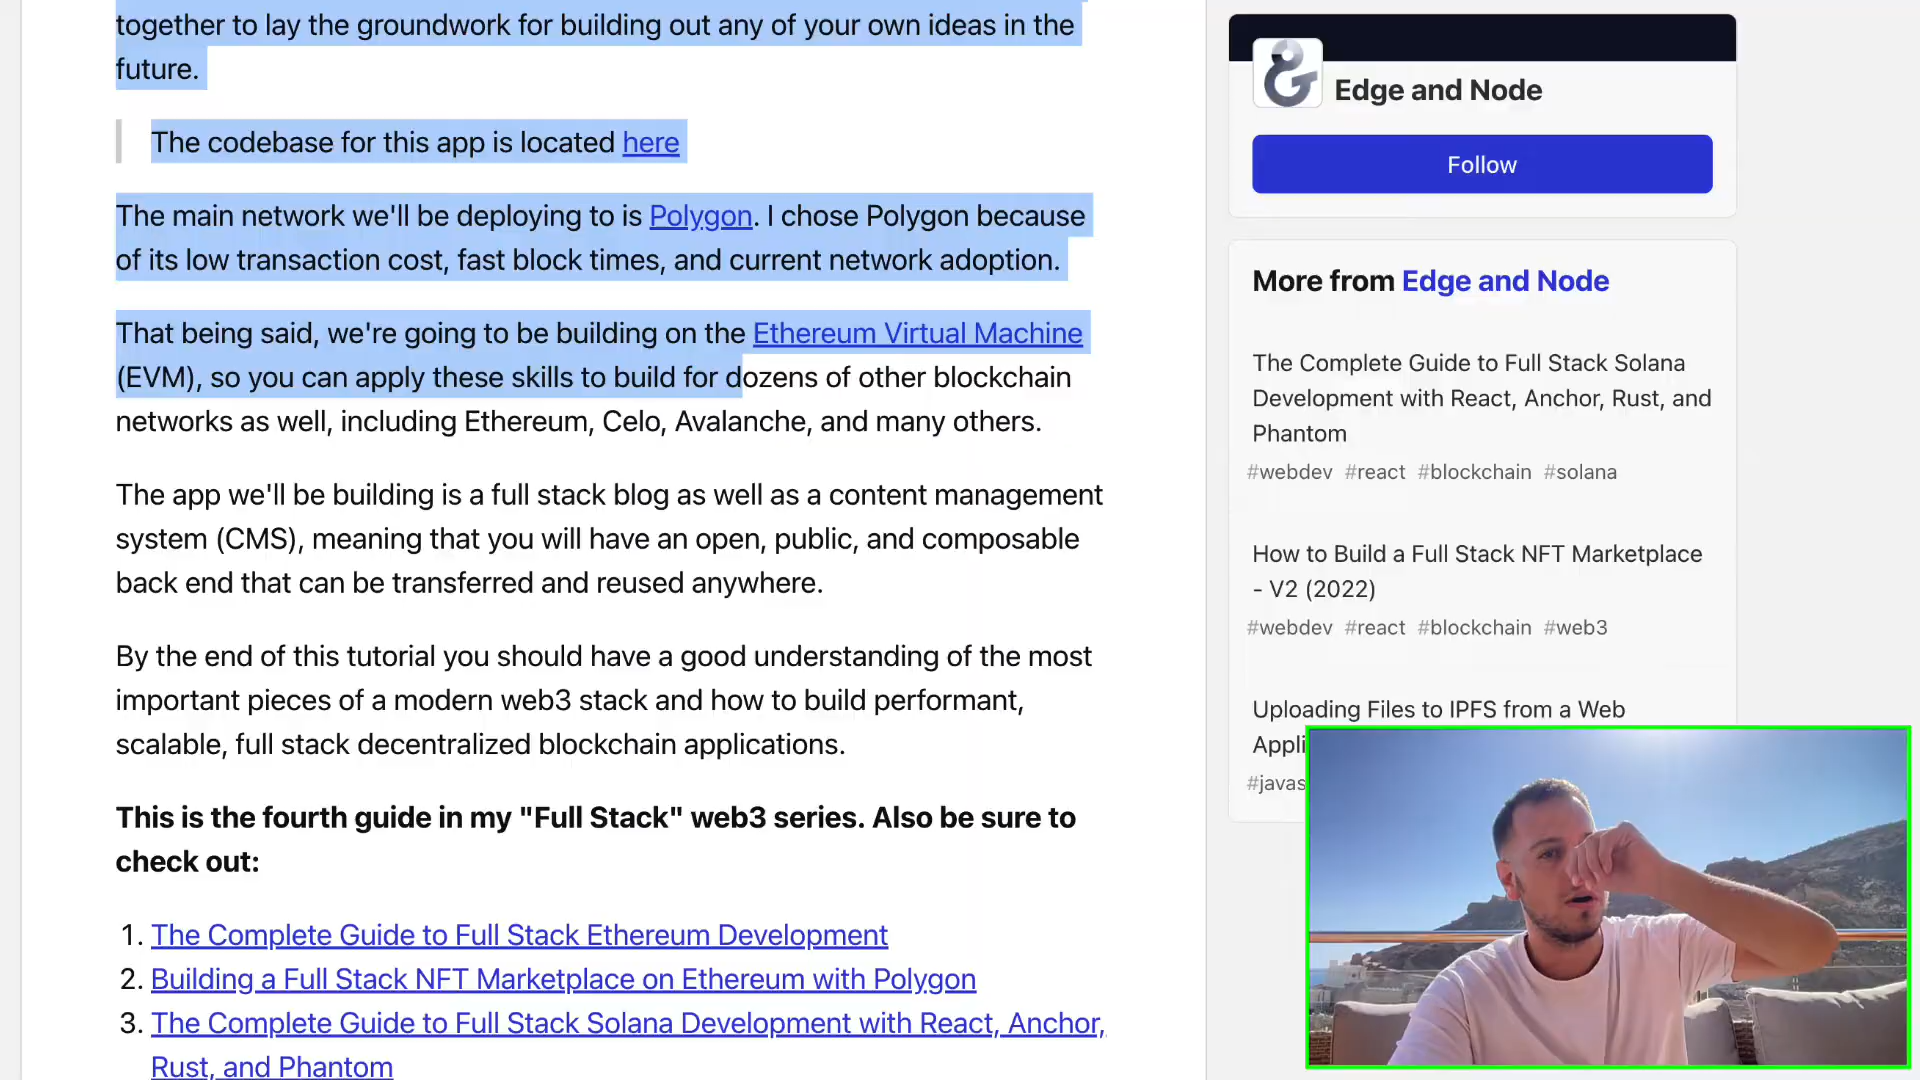 together to lay the groundwork for building out any of your own ideas in the
future.
The codebase for this app is located here
The main network we'll be deploying to is Polygon. I chose Polygon because
of its low transaction cost, fast block times, and current network adoption.
That being said, we're going to be building on the Ethereum Virtual Machine
(EVM), so you can apply these skills to build for dozens of other blockchain
networks as well, including Ethereum, Celo, Avalanche, and many others.
The app we'll be building is a full stack blog as well as a content management
system (CMS), meaning that you will have an open, public, and composable
back end that can be transferred and reused anywhere.
By the end of this tutorial you should have a good understanding of the most
important pieces of a modern web3 stack and how to build performant,
scalable, full stack decentralized blockchain applications.
This is the fourth guide in my "Full Stack" web3 series. Also be sure to
check out:
1. The Complete Guide to Full Stack Ethereum Development
2. Building a Full Stack NFT Marketplace on Ethereum with Polygon
3. The Complete Guide to Full Stack Solana Development with React, Anchor,
Rust, and Phantom
Edge and Node
Follow
More from Edge and Node
The Complete Guide to Full Stack Solana
Development with React, Anchor, Rust, and
Phantom
#webdev #react #blockchain #solana
How to Build a Full Stack NFT Marketplace
- V2 (2022)
#webdev #react #blockchain #web3
Uploading Files to IPFS from a Web
Appli
#javas